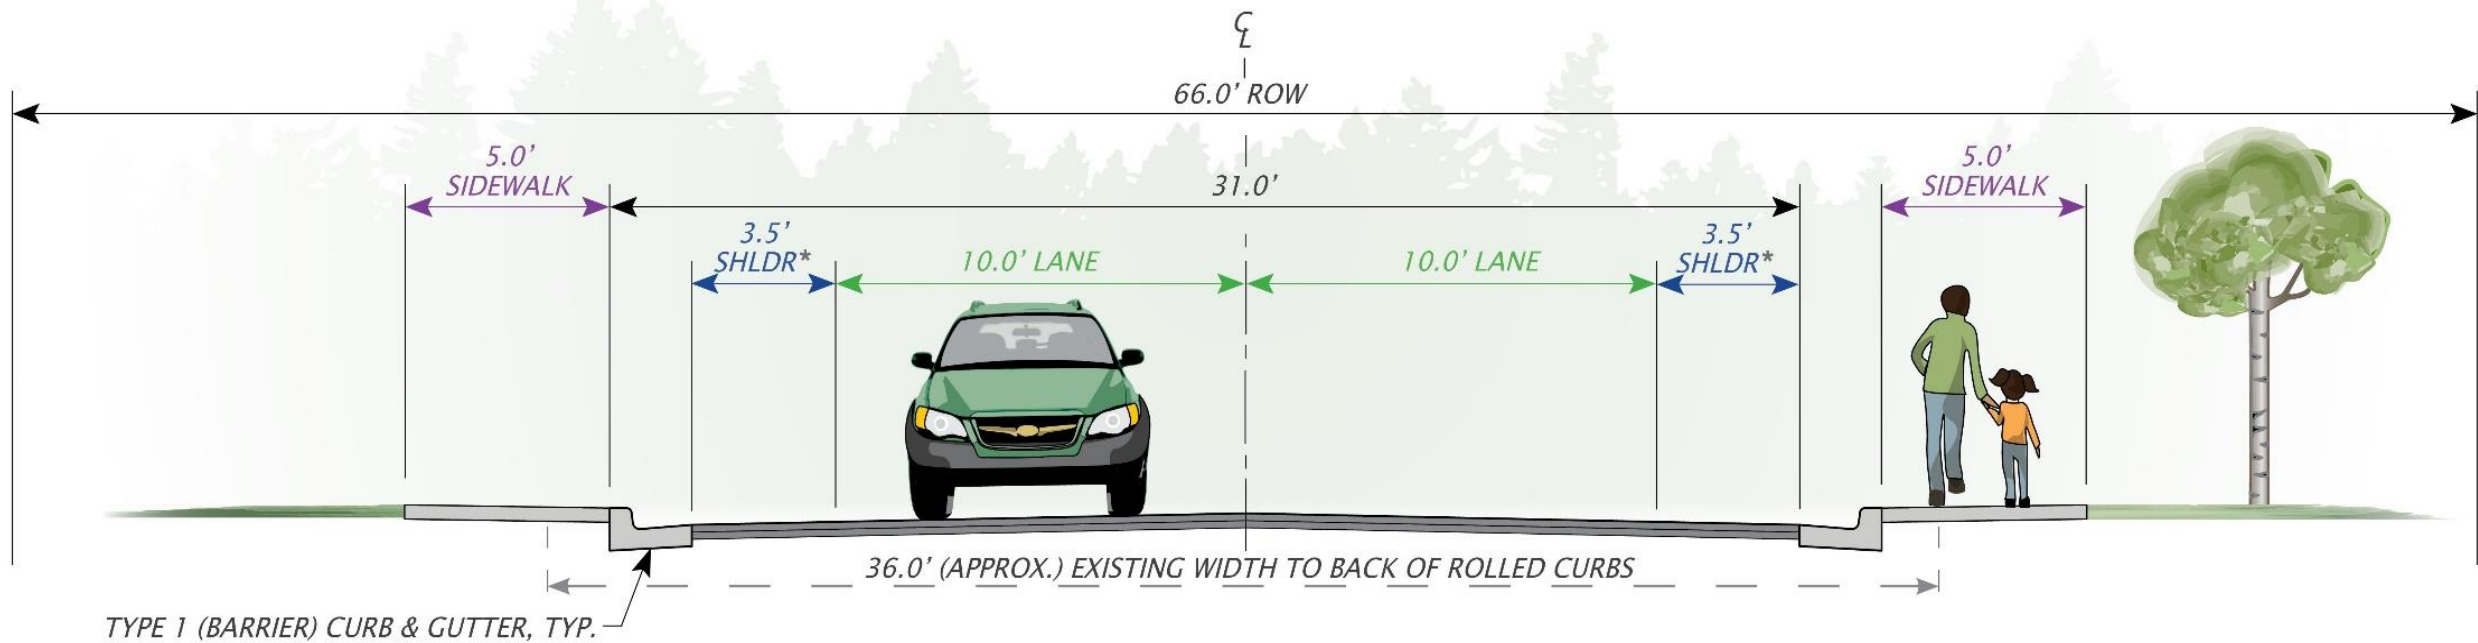 ℄
66.0' ROW
5.0'
SIDEWALK
31.0'
5.0'
SIDEWALK
3.5'
SHLDR*
10.0' LANE
10.0' LANE
3.5'
SHLDR*
36.0' (APPROX.) EXISTING WIDTH TO BACK OF ROLLED CURBS
TYPE 1 (BARRIER) CURB & GUTTER, TYP.